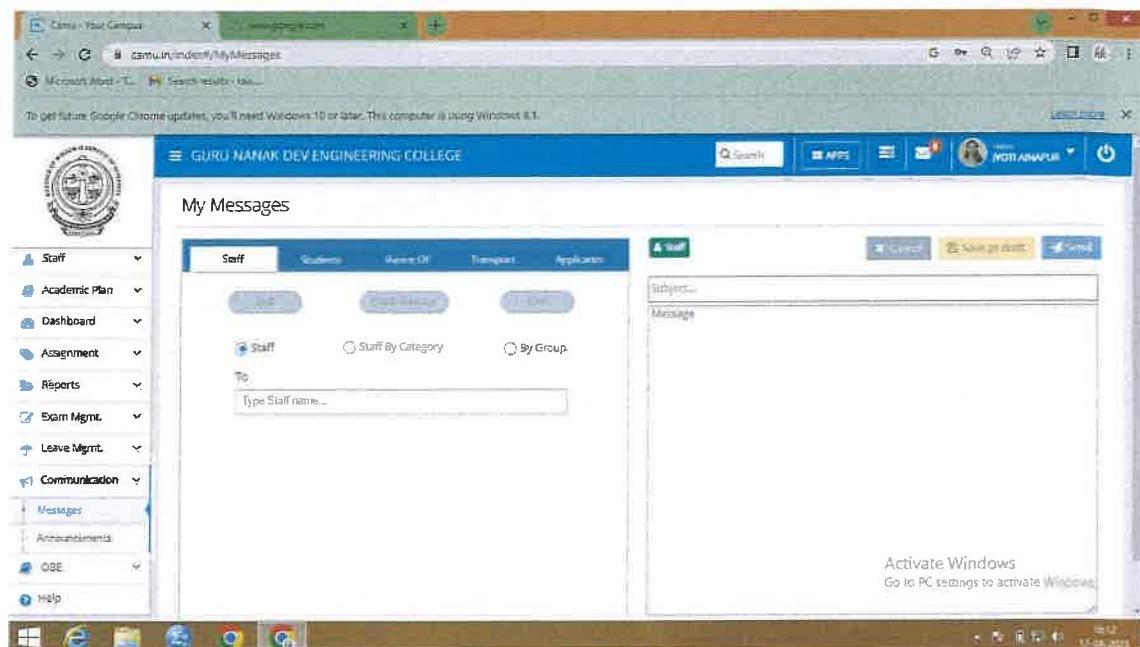 Camu - Your Campus
camu.in/index#/MyMessages
Microsoft Word - T...
To get future Google Chrome updates, you'll need Windows 10 or later. This computer is using Windows 8.1.
Learn more
GURU NANAK DEV ENGINEERING COLLEGE
Search
APPS
JYOTI AINAPUR
My Messages
Staff
Academic Plan
Dashboard
Assignment
Reports
Exam Mgmt.
Leave Mgmt.
Communication
Messages
Announcements
OBE
Help
Staff
Students
Parent Of
Transport
Applicants
Staff
Staff By Category
By Group
To
Type Staff name...
Staff
Cancel
Save as draft
Send
Subject...
Message
Activate Windows
Go to PC settings to activate Windows.